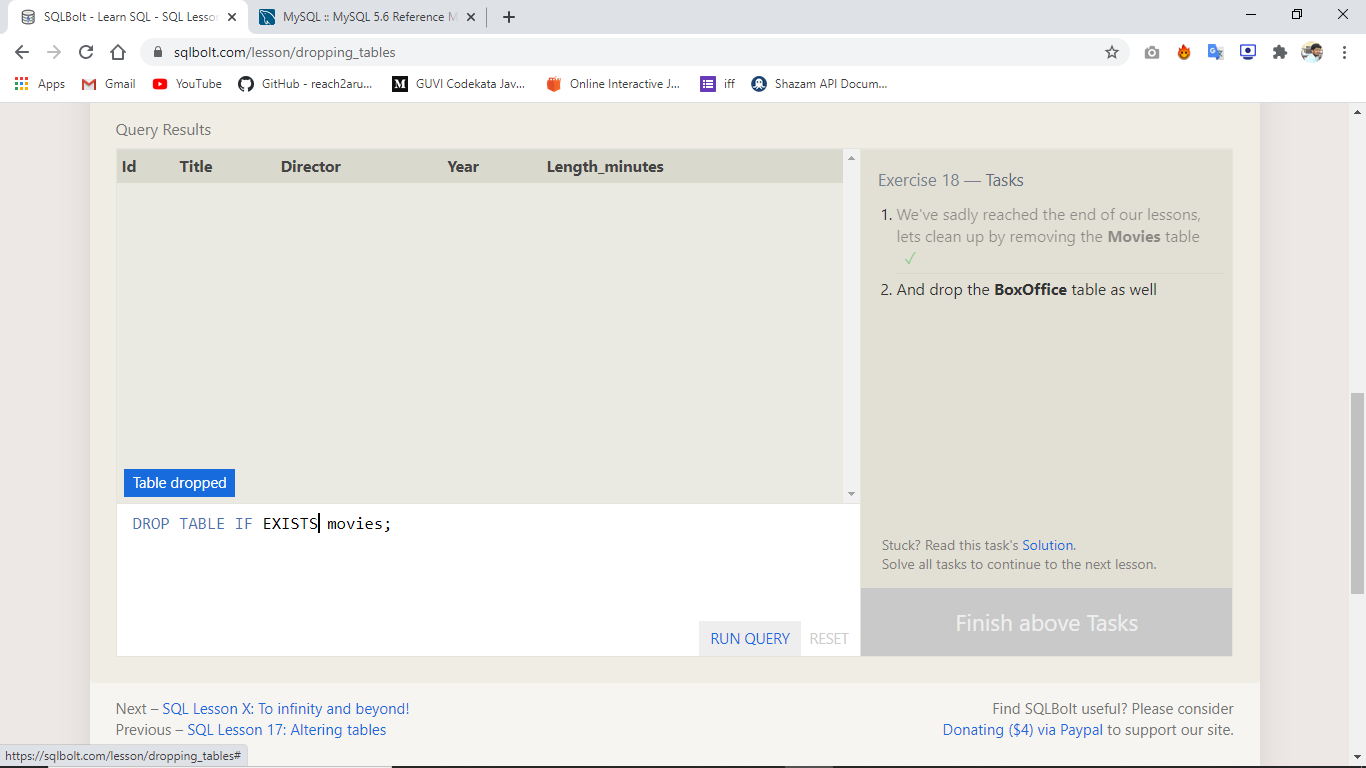 SQLBolt - Learn SQL - SQL Lesson
MySQL :: MySQL 5.6 Reference M
sqlbolt.com/lesson/dropping_tables
Apps
Gmail
YouTube
GitHub - reach2aru...
GUVI Codekata Jav...
Online Interactive J...
iff
Shazam API Docum...
Query Results
Id Title Director Year Length_minutes
Table dropped
DROP TABLE IF EXISTS movies;
RUN QUERY
RESET
Exercise 18 — Tasks
1. We've sadly reached the end of our lessons,
lets clean up by removing the Movies table
✓
2. And drop the BoxOffice table as well
Stuck? Read this task's Solution.
Solve all tasks to continue to the next lesson.
Finish above Tasks
Next – SQL Lesson X: To infinity and beyond!
Previous – SQL Lesson 17: Altering tables
Find SQLBolt useful? Please consider
Donating ($4) via Paypal to support our site.
https://sqlbolt.com/lesson/dropping_tables#